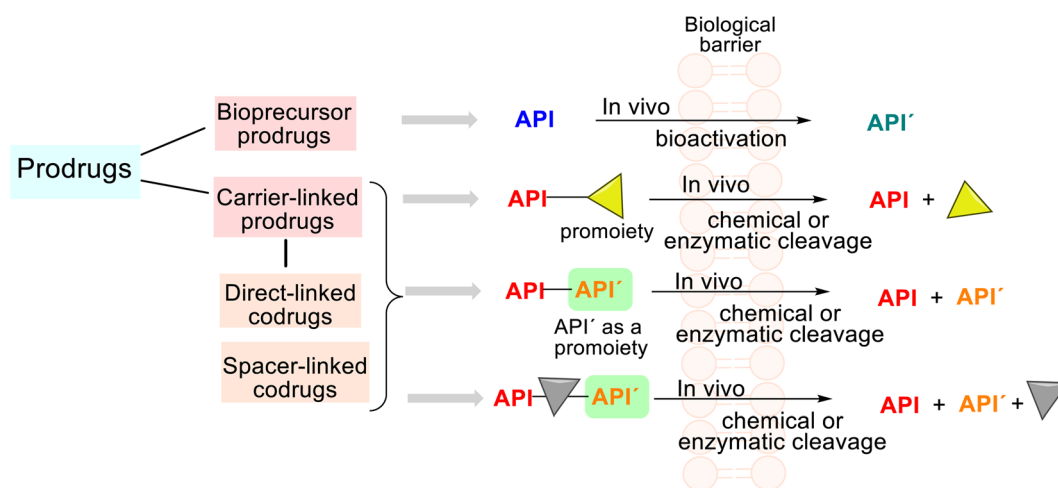 Biological
barrier
Prodrugs
Bioprecursor
prodrugs
API
In vivo
bioactivation
API´
Carrier-linked
prodrugs
API
promoiety
In vivo
chemical or
enzymatic cleavage
API +
Direct-linked
codrugs
API API´
API´ as a
promoiety
In vivo
chemical or
enzymatic cleavage
API + API´
Spacer-linked
codrugs
API API´
In vivo
chemical or
enzymatic cleavage
API + API´ +